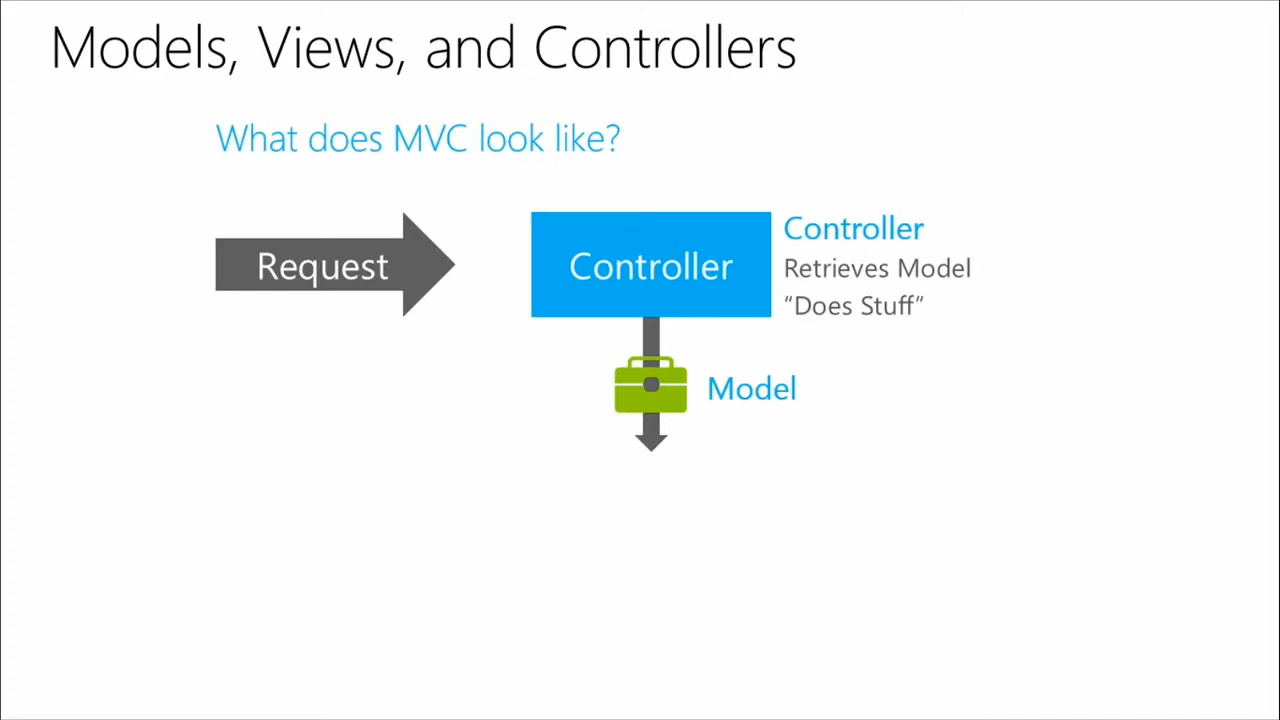 Models, Views, and Controllers
What does MVC look like?
Request
Controller
Controller
Retrieves Model
“Does Stuff”
Model